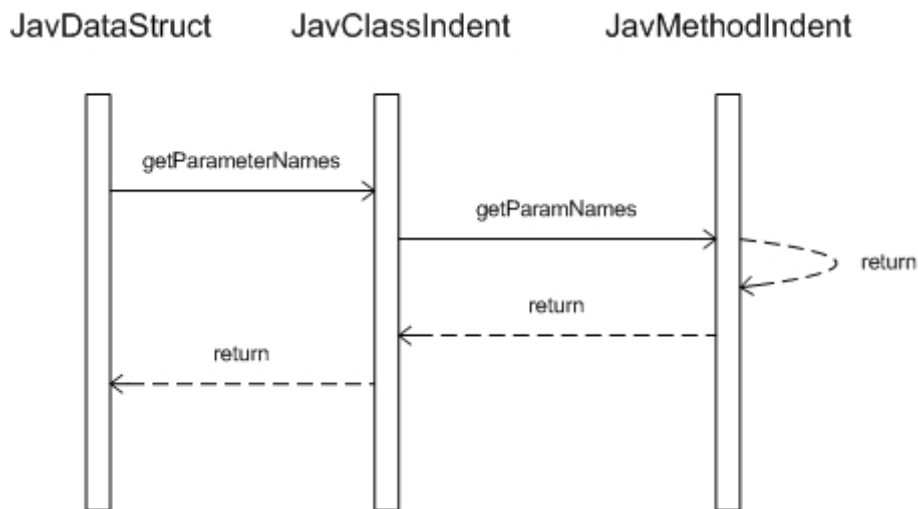 JavDataStruct JavClassIndent JavMethodIndent
getParameterNames
getParamNames
return
return
return